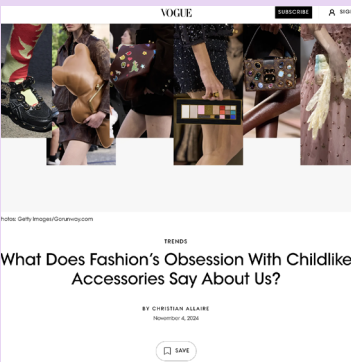 VOGUE
SUBSCRIBE
SIG
hotos: Getty Images/Gorunway.com
TRENDS
What Does Fashion's Obsession With Childlike
Accessories Say About Us?
BY CHRISTIAN ALLAIRE
November 4, 2024
SAVE